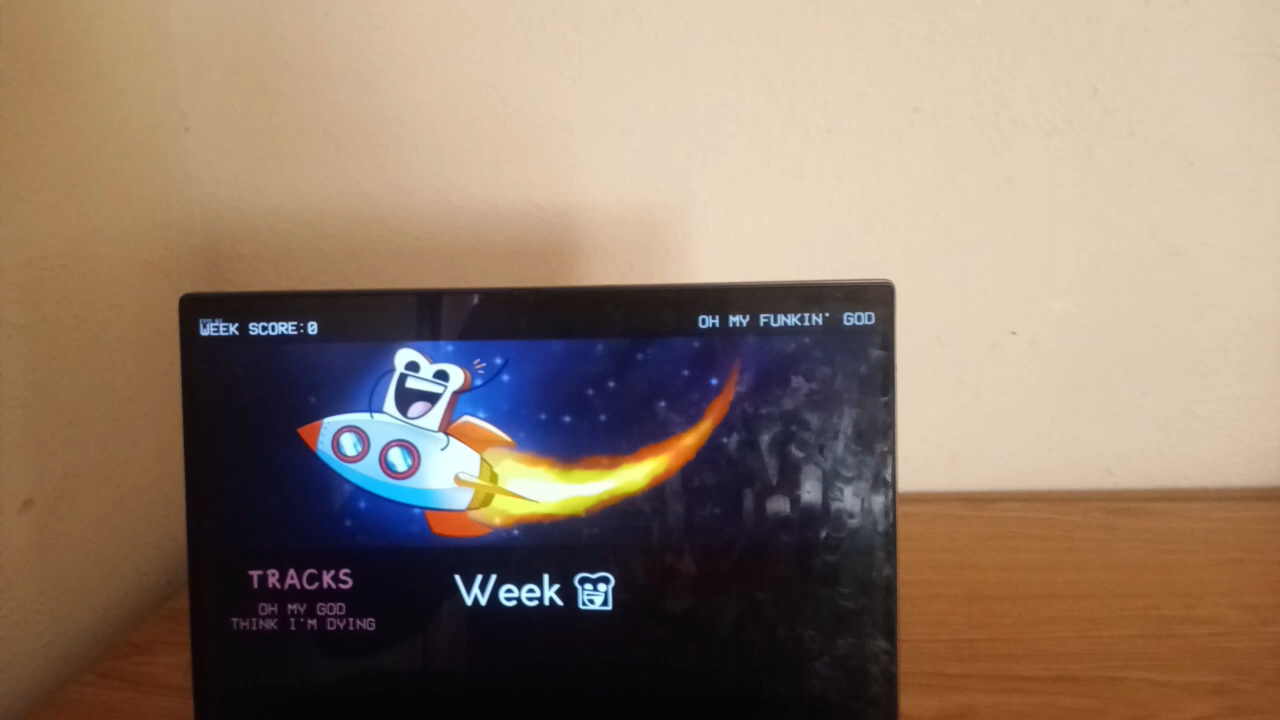 WEEK SCORE:0
OH MY FUNKIN' GOD
TRACKS
OH MY GOD
THINK I'M DYING
Week